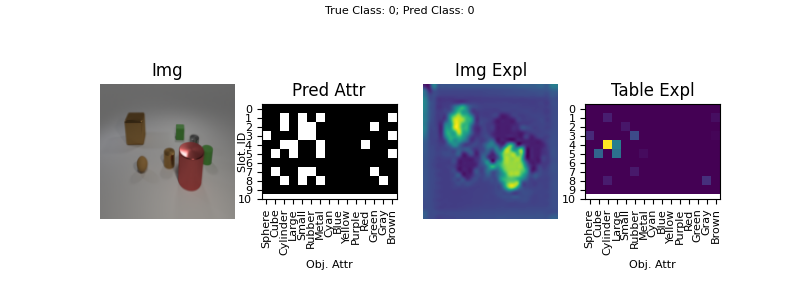 True Class: 0; Pred Class: 0
Img
Pred Attr
Img Expl
Table Expl
Slot. ID
0
1
2
3
4
5
6
7
8
9
10
Sphere
Cube
Cylinder
Large
Small
Rubber
Metal
Cyan
Blue
Yellow
Purple
Red
Green
Gray
Brown
Obj. Attr
0
1
2
3
4
5
6
7
8
9
10
Sphere
Cube
Cylinder
Large
Small
Rubber
Metal
Cyan
Blue
Yellow
Purple
Red
Green
Gray
Brown
Obj. Attr